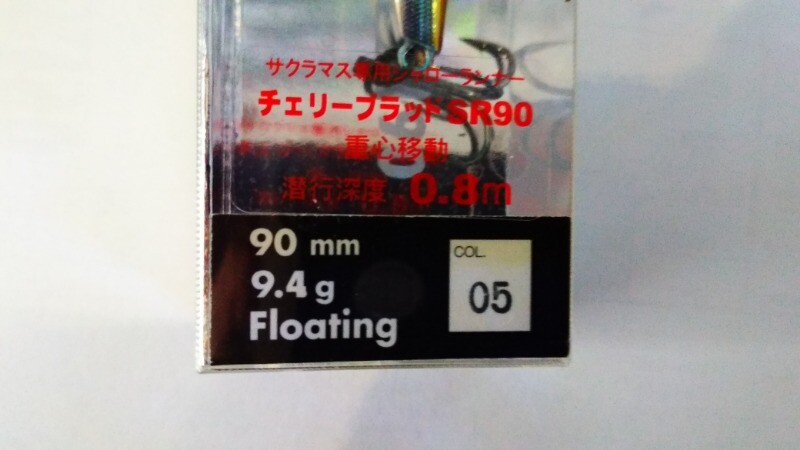 サクラマス専用シャローランナー
チェリーブラッドSR90
重心移動
潜行深度 0.8m
90 mm
9.4 g
Floating
COL.
05